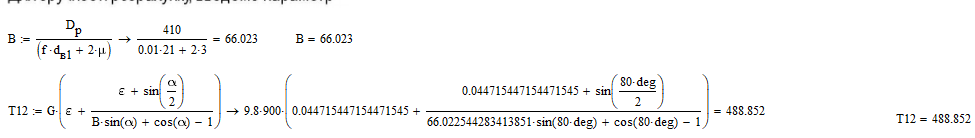 B := D_p / (f·d_в1 + 2·μ) → 410 / (0.01·21 + 2·3) = 66.023 B = 66.023
T12 := G·(ε + (ε + sin(α/2)) / (B·sin(α) + cos(α) − 1)) → 9.8·900·(0.044715447154471545 + (0.044715447154471545 + sin(80·deg/2)) / (66.022544283413851·sin(80·deg) + cos(80·deg) − 1)) = 488.852 T12 = 488.852